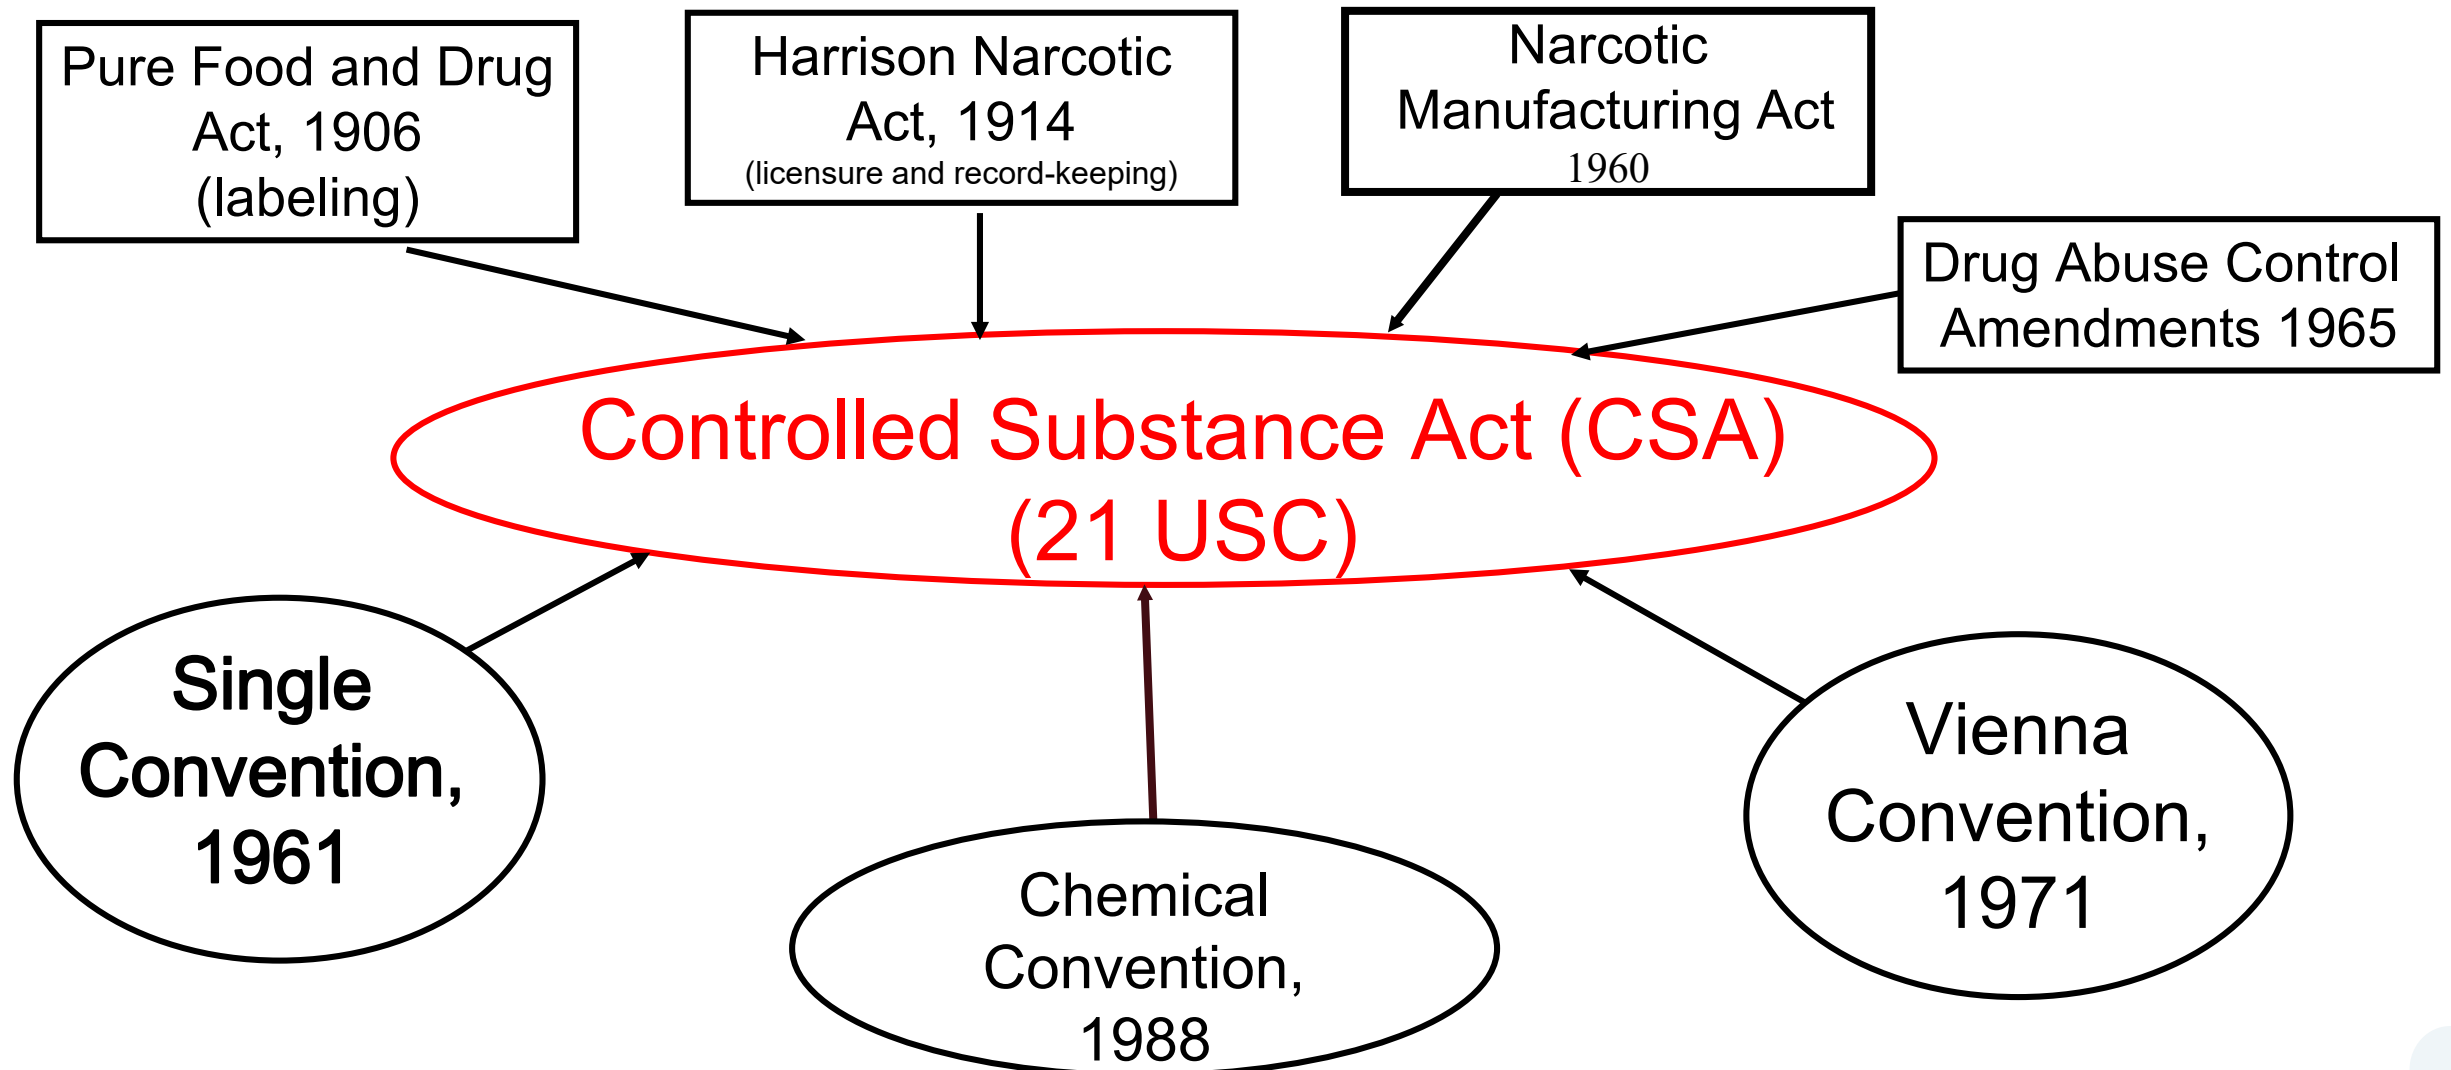 Pure Food and Drug
Act, 1906
(labeling)
Harrison Narcotic
Act, 1914
(licensure and record-keeping)
Narcotic
Manufacturing Act
1960
Drug Abuse Control
Amendments 1965
Controlled Substance Act (CSA)
(21 USC)
Single
Convention,
1961
Chemical
Convention,
1988
Vienna
Convention,
1971